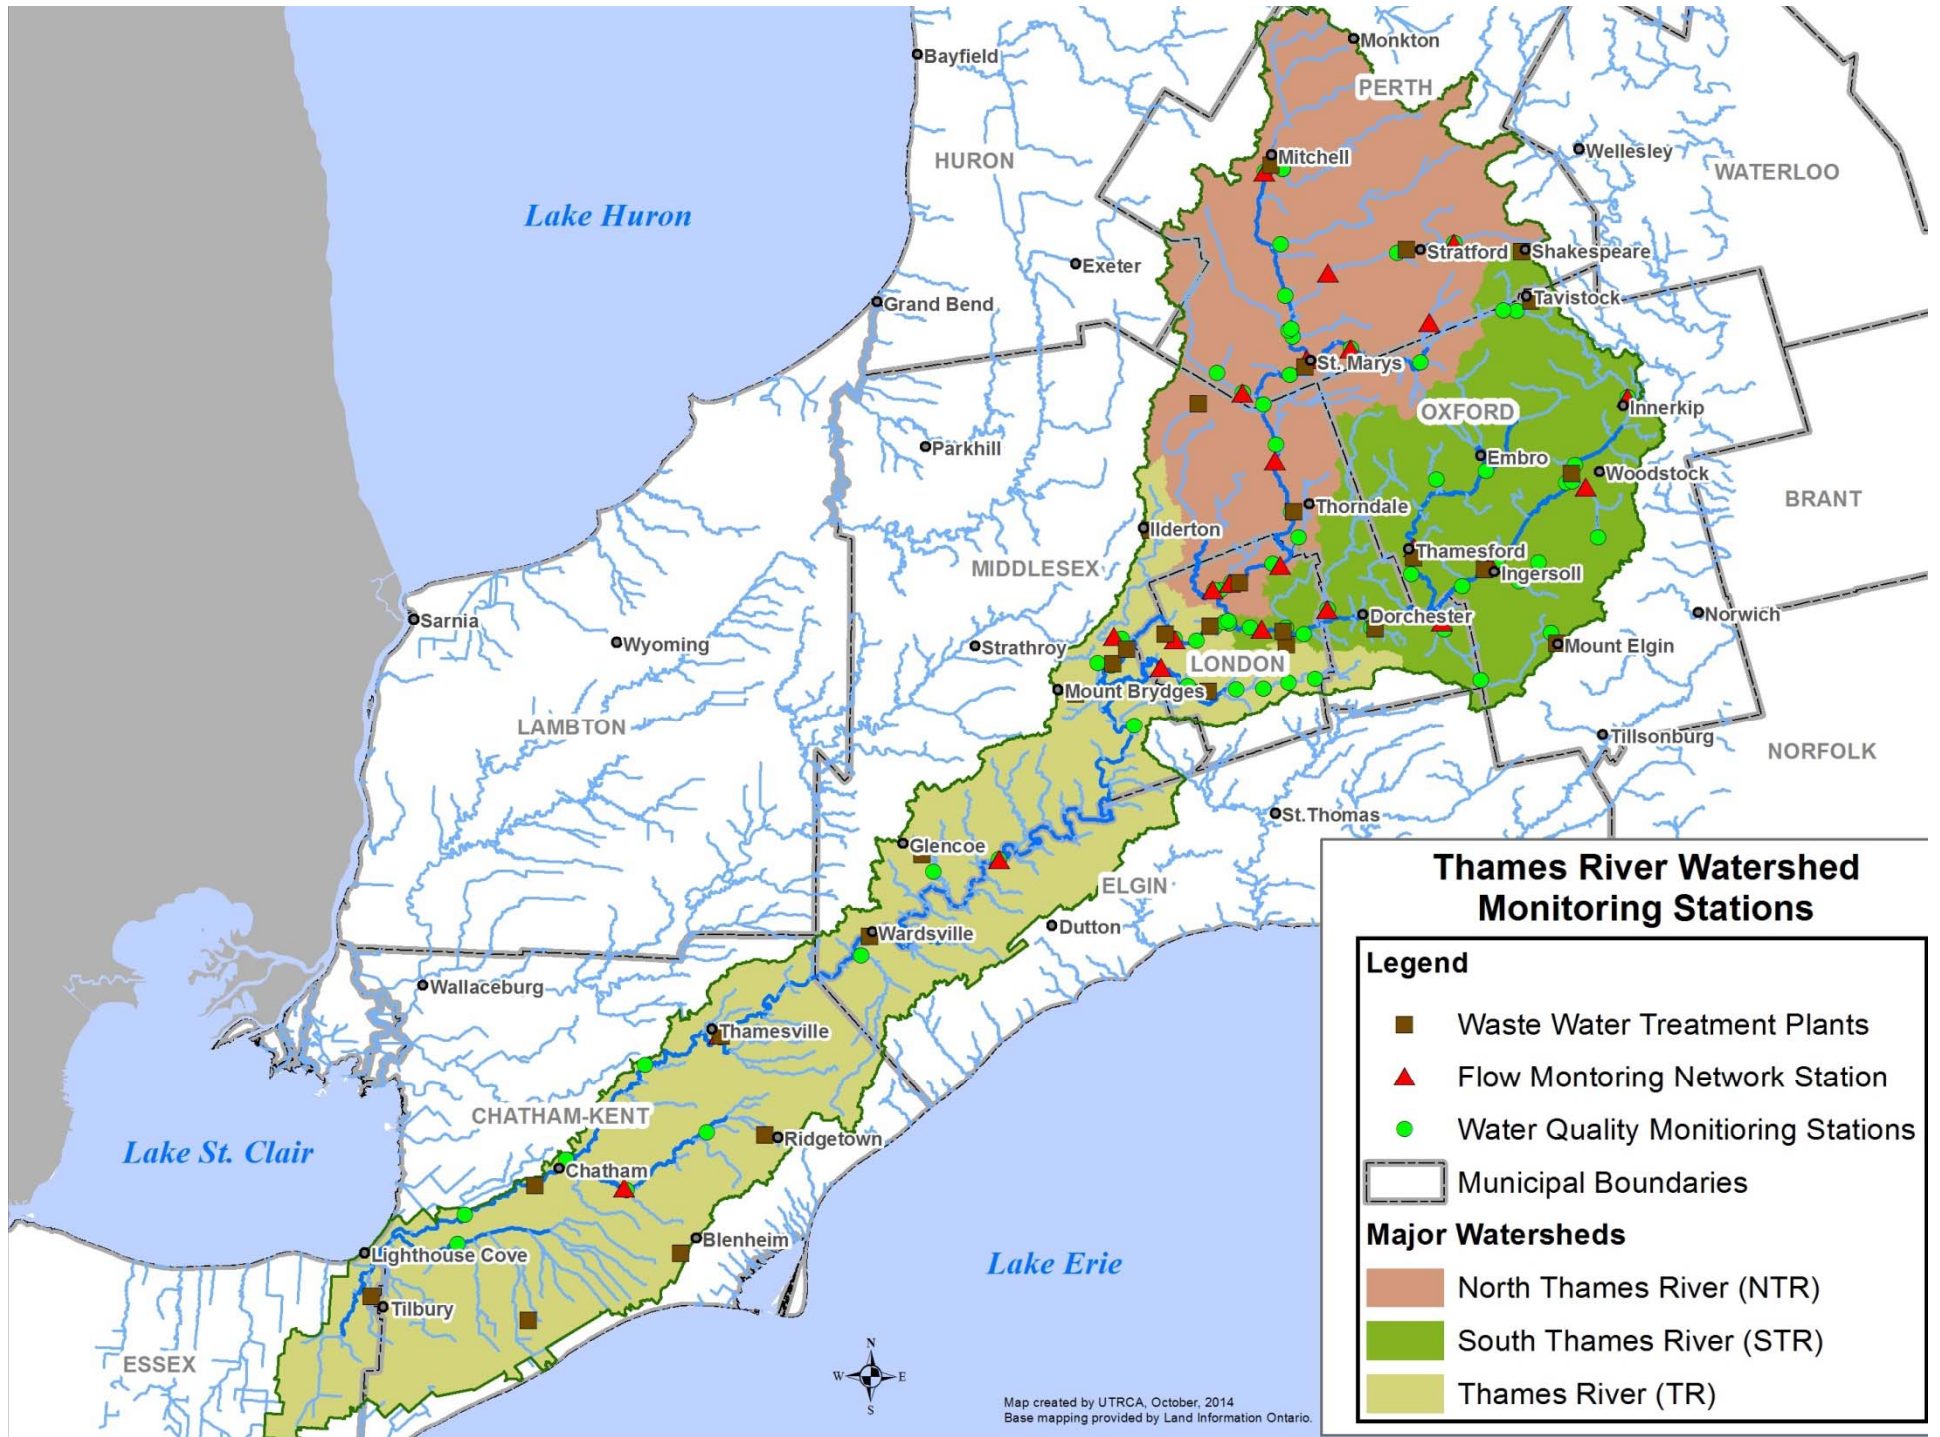 Monkton
Bayfield
PERTH
HURON
Mitchell
Wellesley
WATERLOO
Lake Huron
Stratford
Shakespeare
Exeter
Tavistock
Grand Bend
St. Marys
OXFORD
Innerkip
Parkhill
Embro
Woodstock
BRANT
Thorndale
Ilderton
Thamesford
MIDDLESEX
Ingersoll
Sarnia
Dorchester
Norwich
Wyoming
Strathroy
Mount Elgin
LONDON
Mount Brydges
LAMBTON
Tillsonburg
NORFOLK
St.Thomas
Glencoe
ELGIN
Dutton
Wardsville
Wallaceburg
Thamesville
CHATHAM-KENT
Ridgetown
Lake St. Clair
Chatham
Blenheim
Lighthouse Cove
Lake Erie
Tilbury
ESSEX
N
W
E
S
Map created by UTRCA, October, 2014
Base mapping provided by Land Information Ontario.
Thames River Watershed
Monitoring Stations
Legend
Waste Water Treatment Plants
Flow Montoring Network Station
Water Quality Monitioring Stations
Municipal Boundaries
Major Watersheds
North Thames River (NTR)
South Thames River (STR)
Thames River (TR)